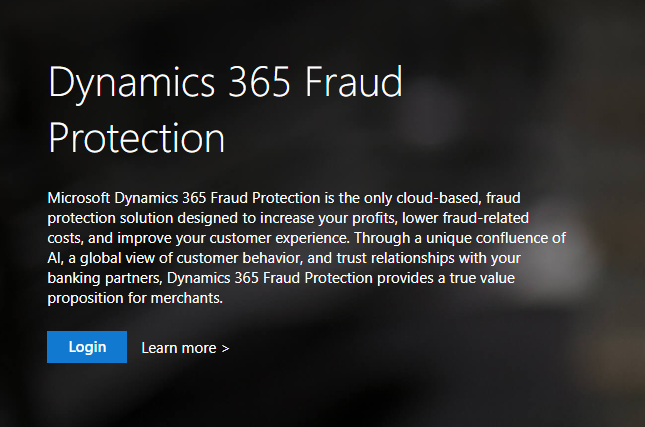 Dynamics 365 Fraud
Protection
Microsoft Dynamics 365 Fraud Protection is the only cloud-based, fraud
protection solution designed to increase your profits, lower fraud-related
costs, and improve your customer experience. Through a unique confluence of
AI, a global view of customer behavior, and trust relationships with your
banking partners, Dynamics 365 Fraud Protection provides a true value
proposition for merchants.
Login Learn more >